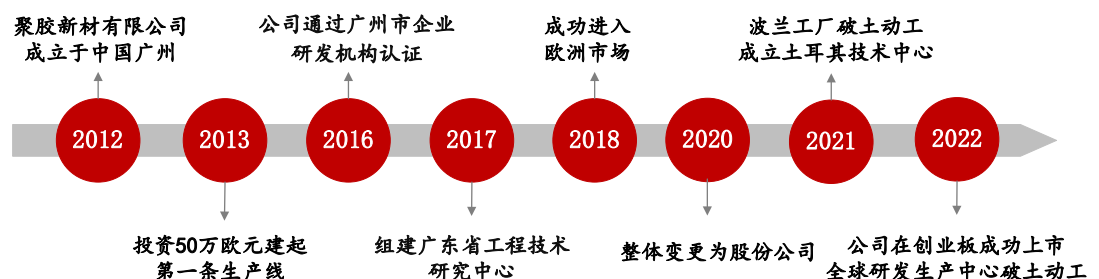 聚胶新材有限公司
成立于中国广州
公司通过广州市企业
研发机构认证
成功进入
欧洲市场
波兰工厂破土动工
成立土耳其技术中心
2012
2013
2016
2017
2018
2020
2021
2022
投资50万欧元建起
第一条生产线
组建广东省工程技术
研究中心
整体变更为股份公司
公司在创业板成功上市
全球研发生产中心破土动工